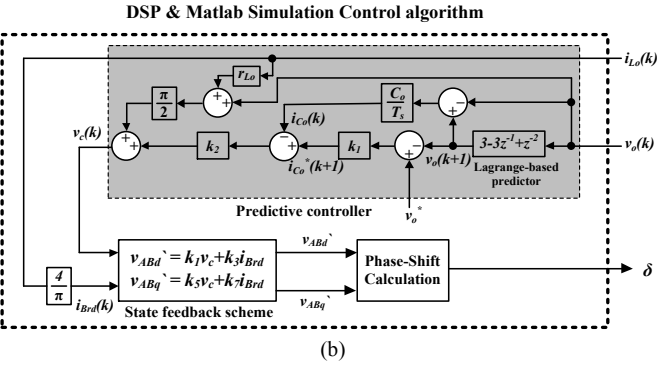 DSP & Matlab Simulation Control algorithm
i_Lo(k)
r_Lo
π/2
C_o/T_s
i_Co(k)
v_c(k)
k_2
k_1
i_Co*(k+1)
v_o(k+1)
3-3z^-1+z^-2
v_o(k)
Lagrange-based
predictor
Predictive controller
v_o*
v_ABd` = k_1v_c+k_3i_Brd
v_ABq` = k_5v_c+k_7i_Brd
v_ABd`
v_ABq`
Phase-Shift
Calculation
δ
4/π
i_Brd(k)
State feedback scheme
(b)